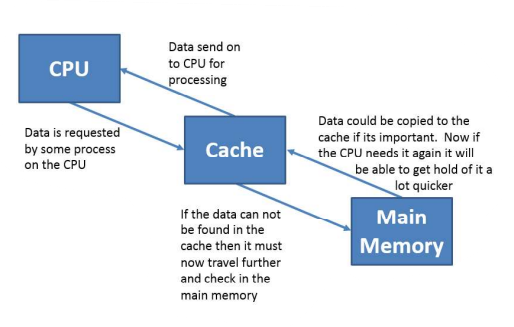 CPU
Data send on
to CPU for
processing
Data is requested
by some process
on the CPU
Cache
Data could be copied to the
cache if its important.  Now if
the CPU needs it again it will
be able to get hold of it a
lot quicker
If the data can not
be found in the
cache then it must
now travel further
and check in the
main memory
Main
Memory